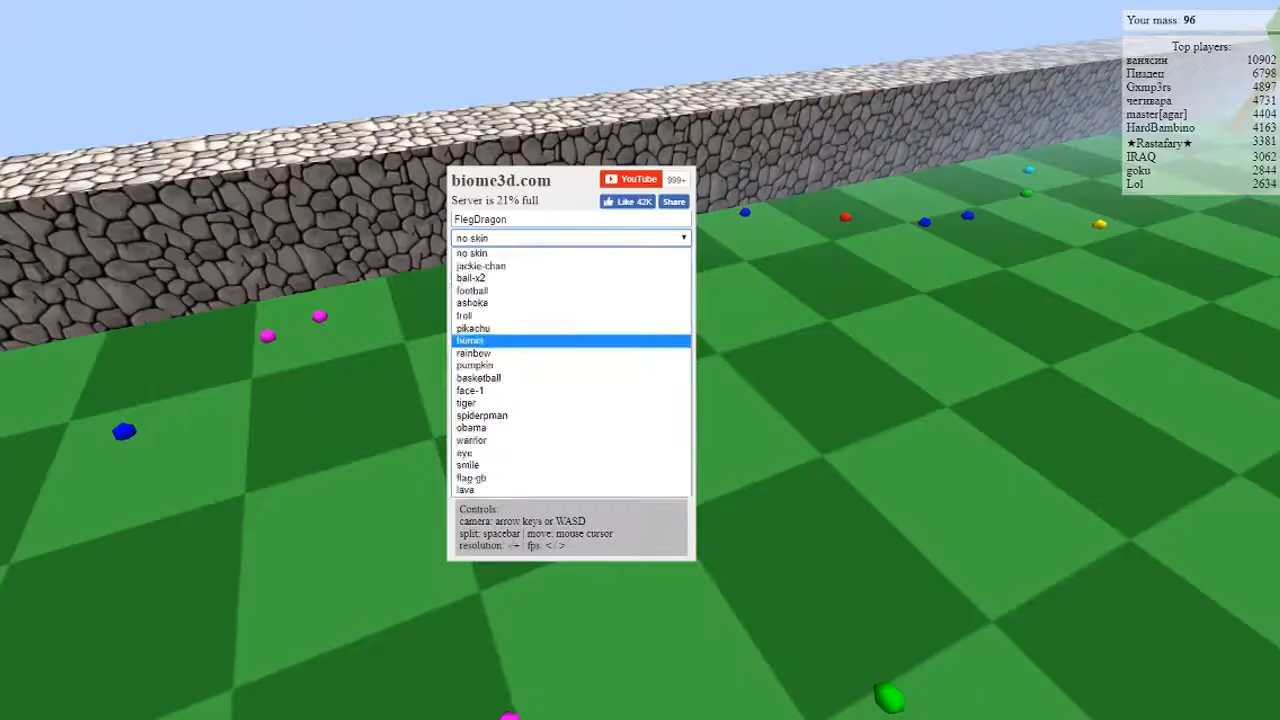 Your mass: 96
Top players:
ванясин 10902
Пиздец 6798
Gxmp3rs 4897
чегивара 4731
master[agar] 4404
HardBambino 4163
★Rastafary★ 3381
IRAQ 3062
goku 2844
Lol 2634
biome3d.com
YouTube 999+
Server is 21% full
Like 42K Share
FlegDragon
no skin
no skin
jackie-chan
ball-x2
football
ashoka
troll
pikachu
homer
rainbow
pumpkin
basketball
face-1
tiger
spiderpman
obama
warrior
eye
smile
flag-gb
lava
Controls:
camera: arrow keys or WASD
split: spacebar | move: mouse cursor
resolution: -/+ | fps: < / >